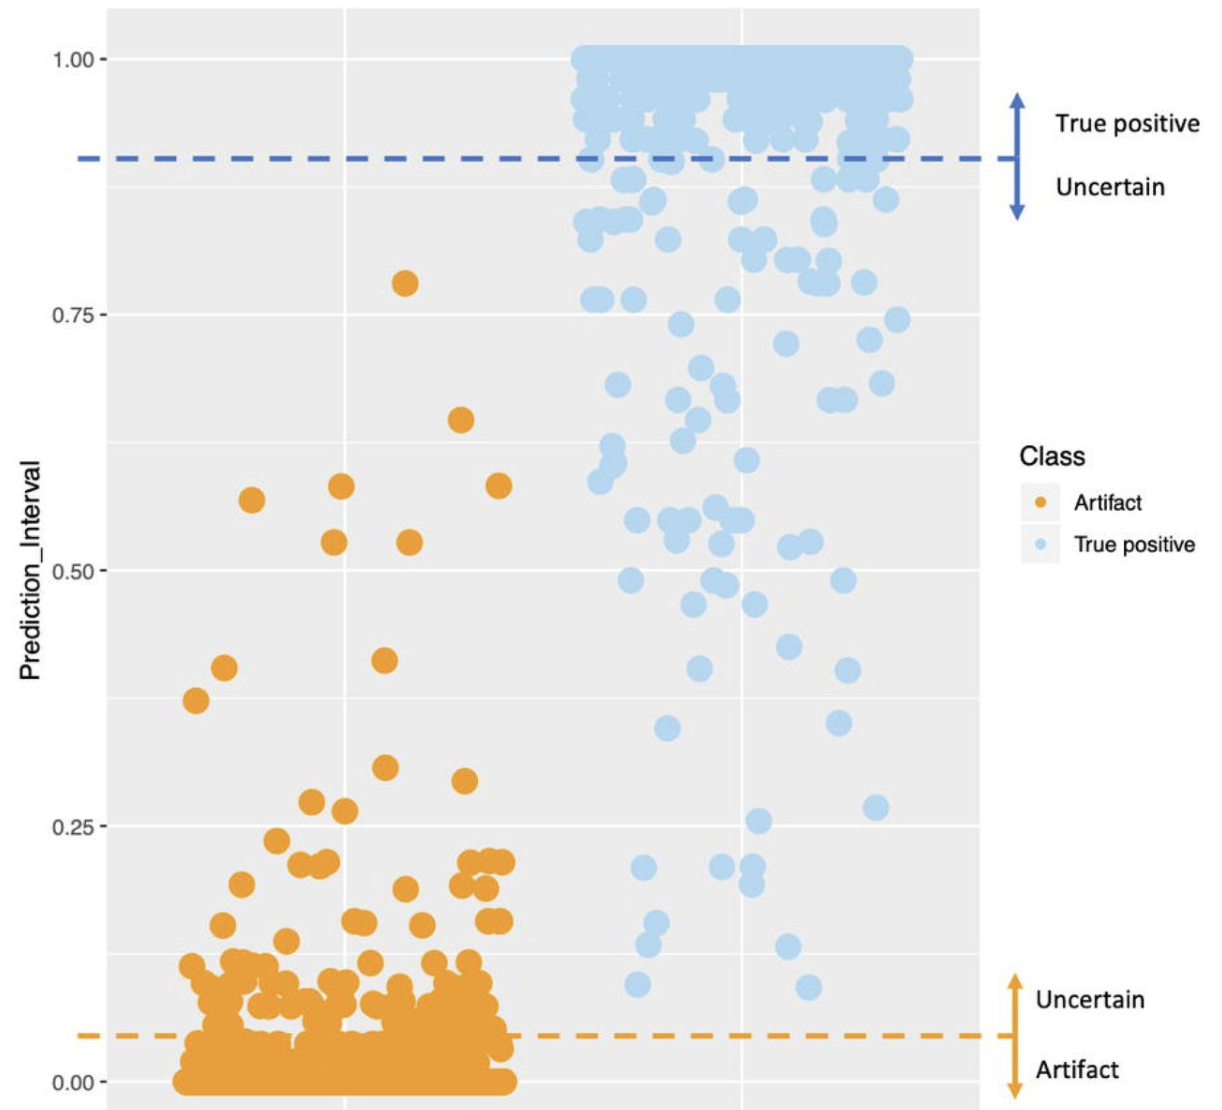 1.00
True positive
Uncertain
0.75
Class
Artifact
True positive
0.50
Prediction_Interval
0.25
Uncertain
Artifact
0.00